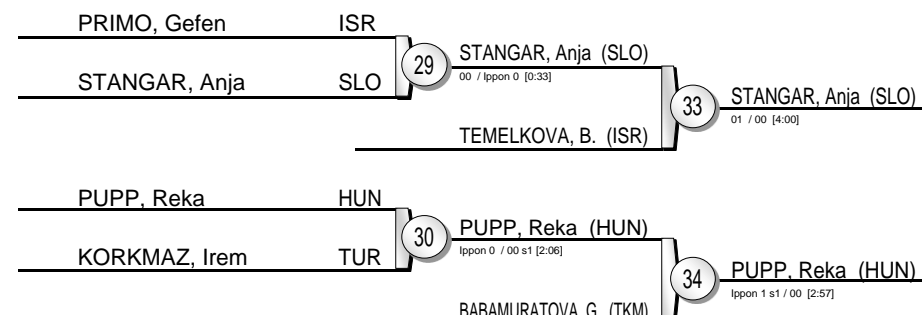 PRIMO, Gefen ISR
STANGAR, Anja SLO
29
STANGAR, Anja (SLO)
00 / Ippon 0 [0:33]
TEMELKOVA, B. (ISR)
33
STANGAR, Anja (SLO)
01 / 00 [4:00]
PUPP, Reka HUN
KORKMAZ, Irem TUR
30
PUPP, Reka (HUN)
Ippon 0 / 00 s1 [2:06]
BABAMURATOVA, G. (TKM)
34
PUPP, Reka (HUN)
Ippon 1 s1 / 00 [2:57]